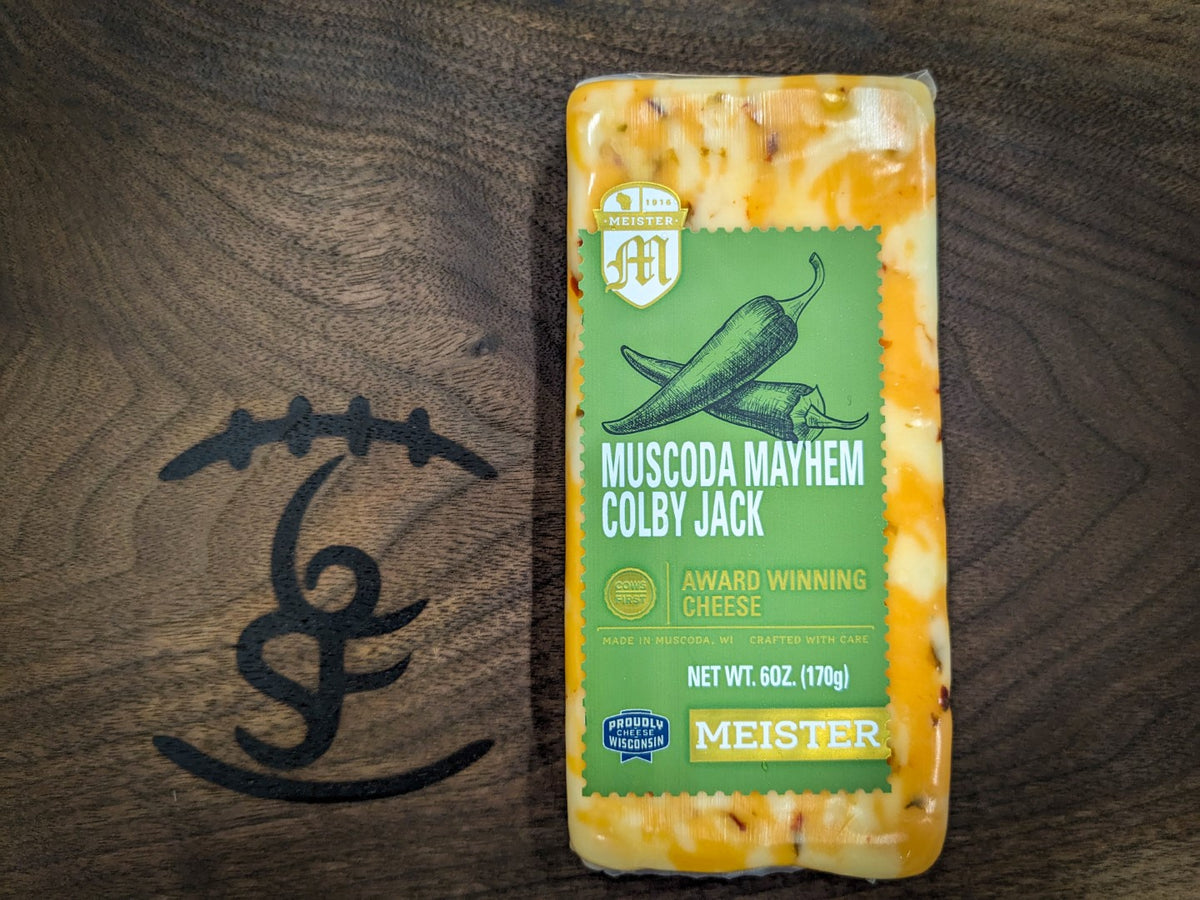 1916
MEISTER
M
MUSCODA MAYHEM
COLBY JACK
COWS
FIRST
AWARD WINNING
CHEESE
MADE IN MUSCODA, WI CRAFTED WITH CARE
NET WT. 6OZ. (170g)
PROUDLY
CHEESE
WISCONSIN
MEISTER